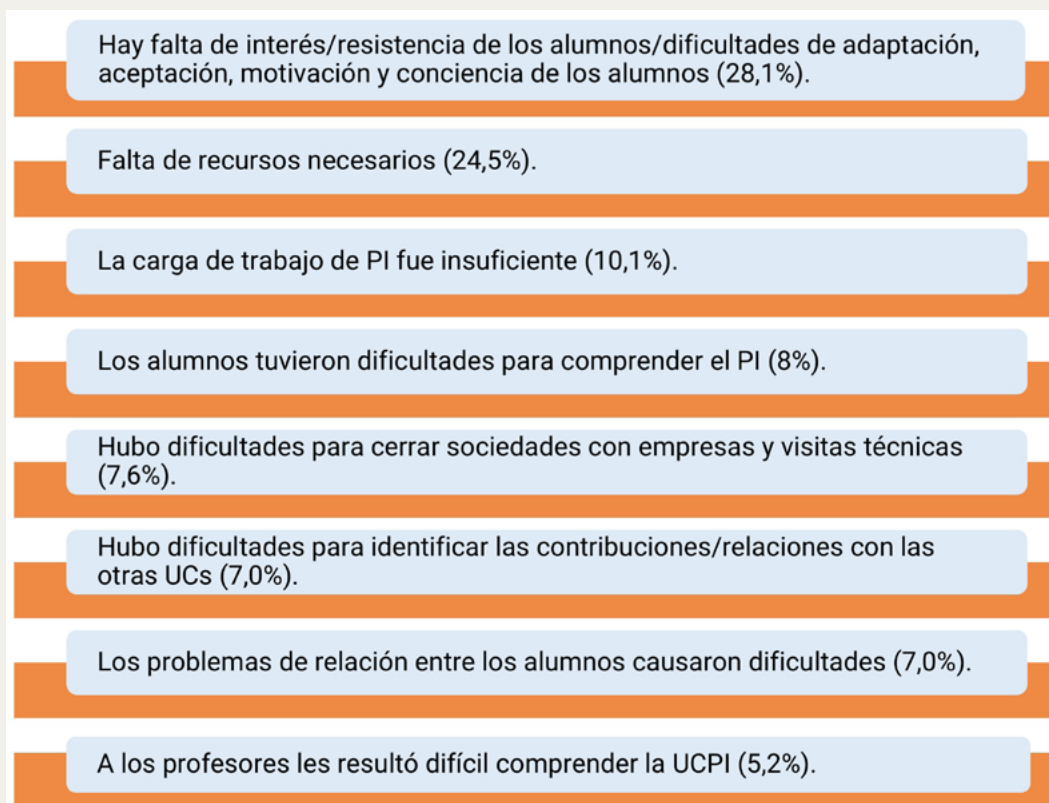 Hay falta de interés/resistencia de los alumnos/dificultades de adaptación,
aceptación, motivación y conciencia de los alumnos (28,1%).
Falta de recursos necesarios (24,5%).
La carga de trabajo de PI fue insuficiente (10,1%).
Los alumnos tuvieron dificultades para comprender el PI (8%).
Hubo dificultades para cerrar sociedades con empresas y visitas técnicas
(7,6%).
Hubo dificultades para identificar las contribuciones/relaciones con las
otras UCs (7,0%).
Los problemas de relación entre los alumnos causaron dificultades (7,0%).
A los profesores les resultó difícil comprender la UCPI (5,2%).